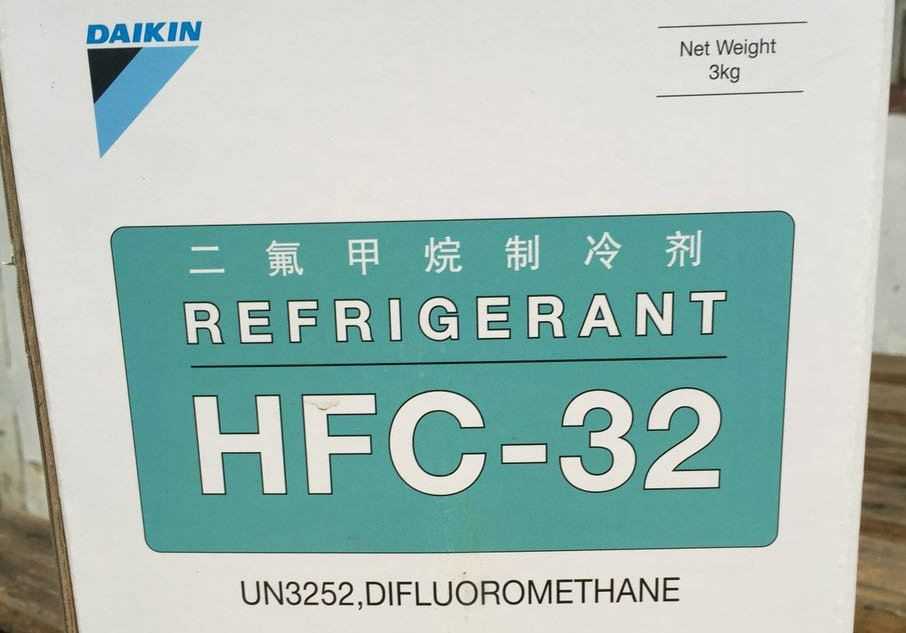 DAIKIN
Net Weight
3kg
二氟甲烷制冷剂
REFRIGERANT
HFC-32
UN3252,DIFLUOROMETHANE